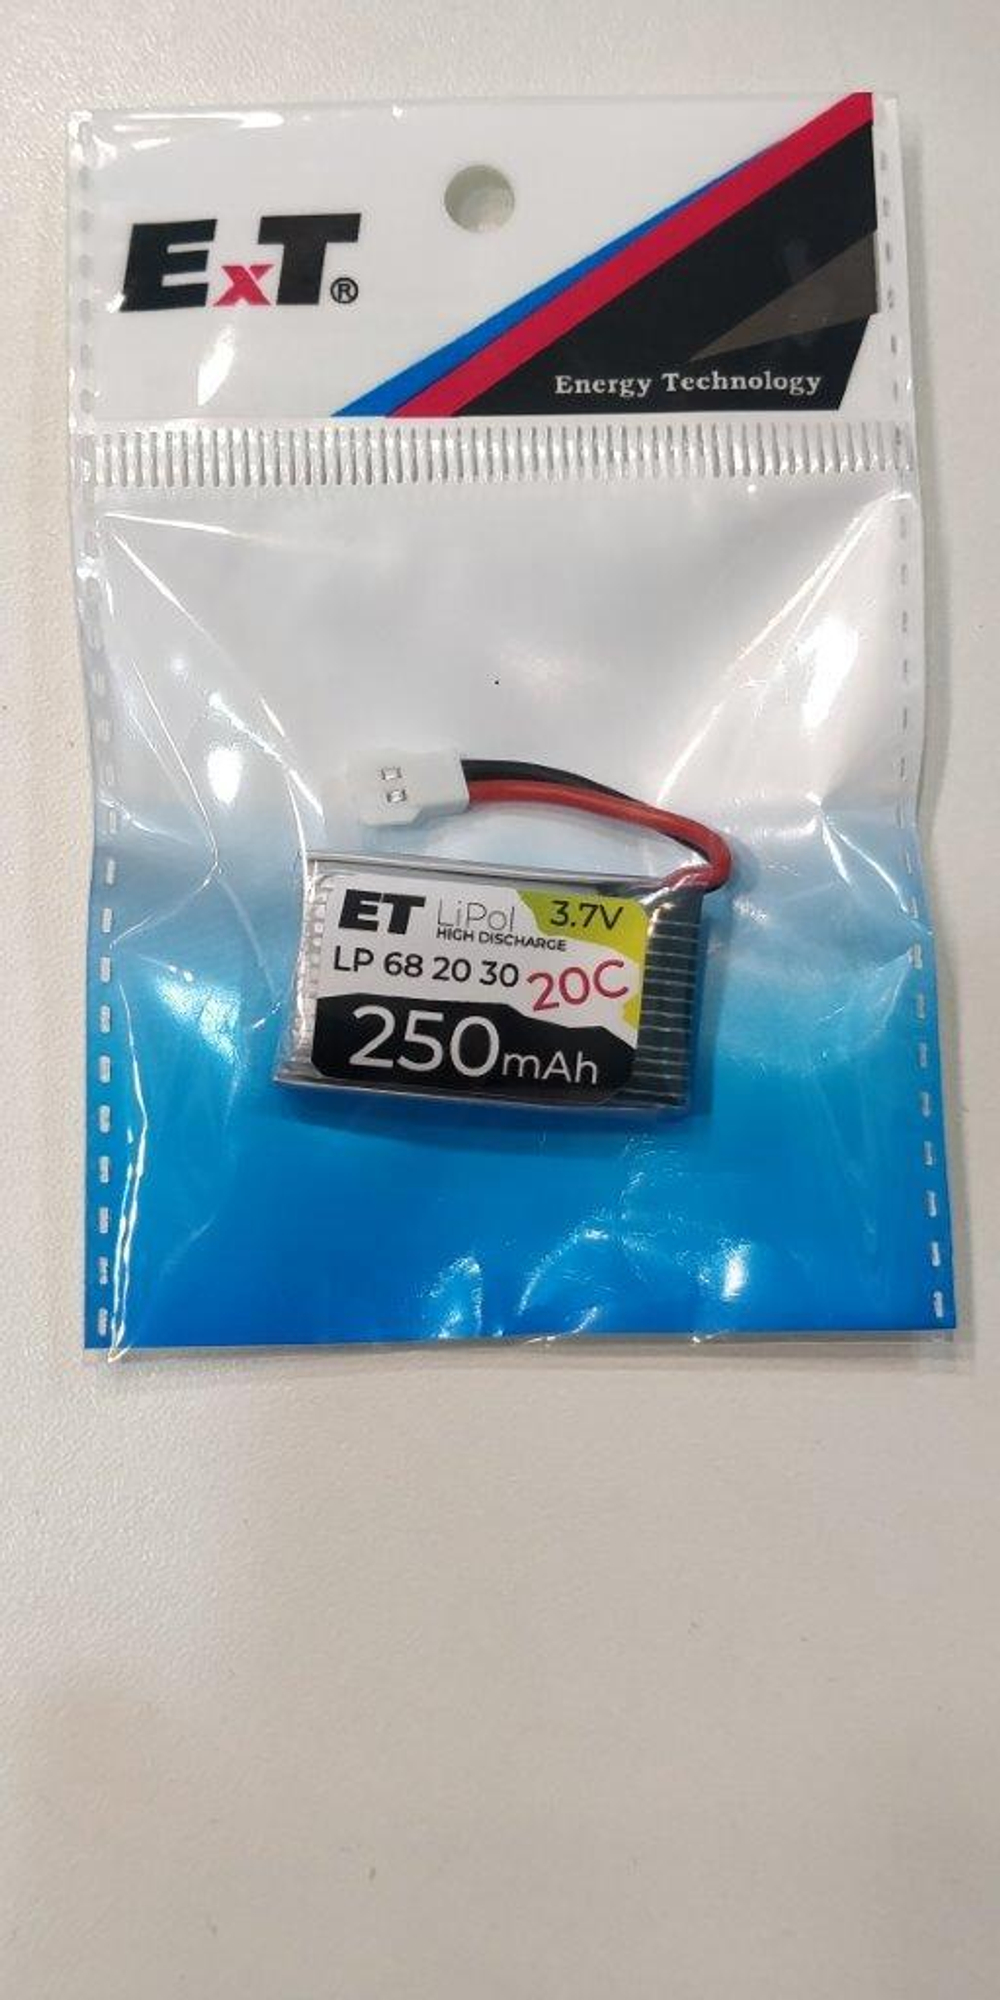 ExT®
Energy Technology
ET LiPol 3.7V
HIGH DISCHARGE
LP 68 20 30 20C
250mAh